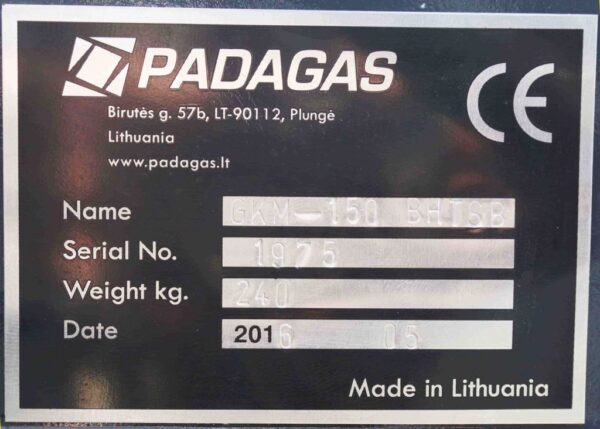 PADAGAS
CE
Birutės g. 57b, LT-90112, Plungė
Lithuania
www.padagas.lt
Name GKM-150 BHTSB
Serial No. 1975
Weight kg. 240
Date 2016 05
Made in Lithuania